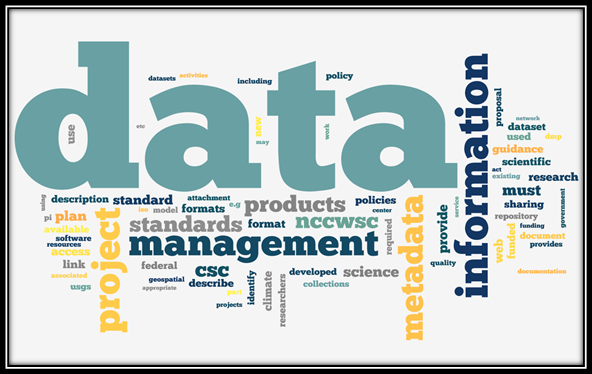 data
datasets
activities
including
policy
use
etc
new
may
work
information
proposal
network
dataset
used
dmp
guidance
scientific
act
existing
research
must
sharing
government
repository
funding
web
funded
document
provides
documentation
using
description
standard
attachment
e.g
products
policies
center
service
pi
plan
model
formats
available
standards
format
nccwsc
required
metadata
provide
software
resources
project
management
access
link
federal
csc
developed
science
quality
associated
geospatial
describe
identify
climate
researchers
collections
usgs
appropriate
part
projects